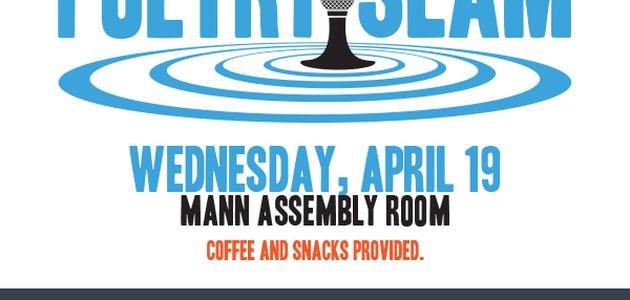 POETRY SLAM
WEDNESDAY, APRIL 19
MANN ASSEMBLY ROOM
COFFEE AND SNACKS PROVIDED.